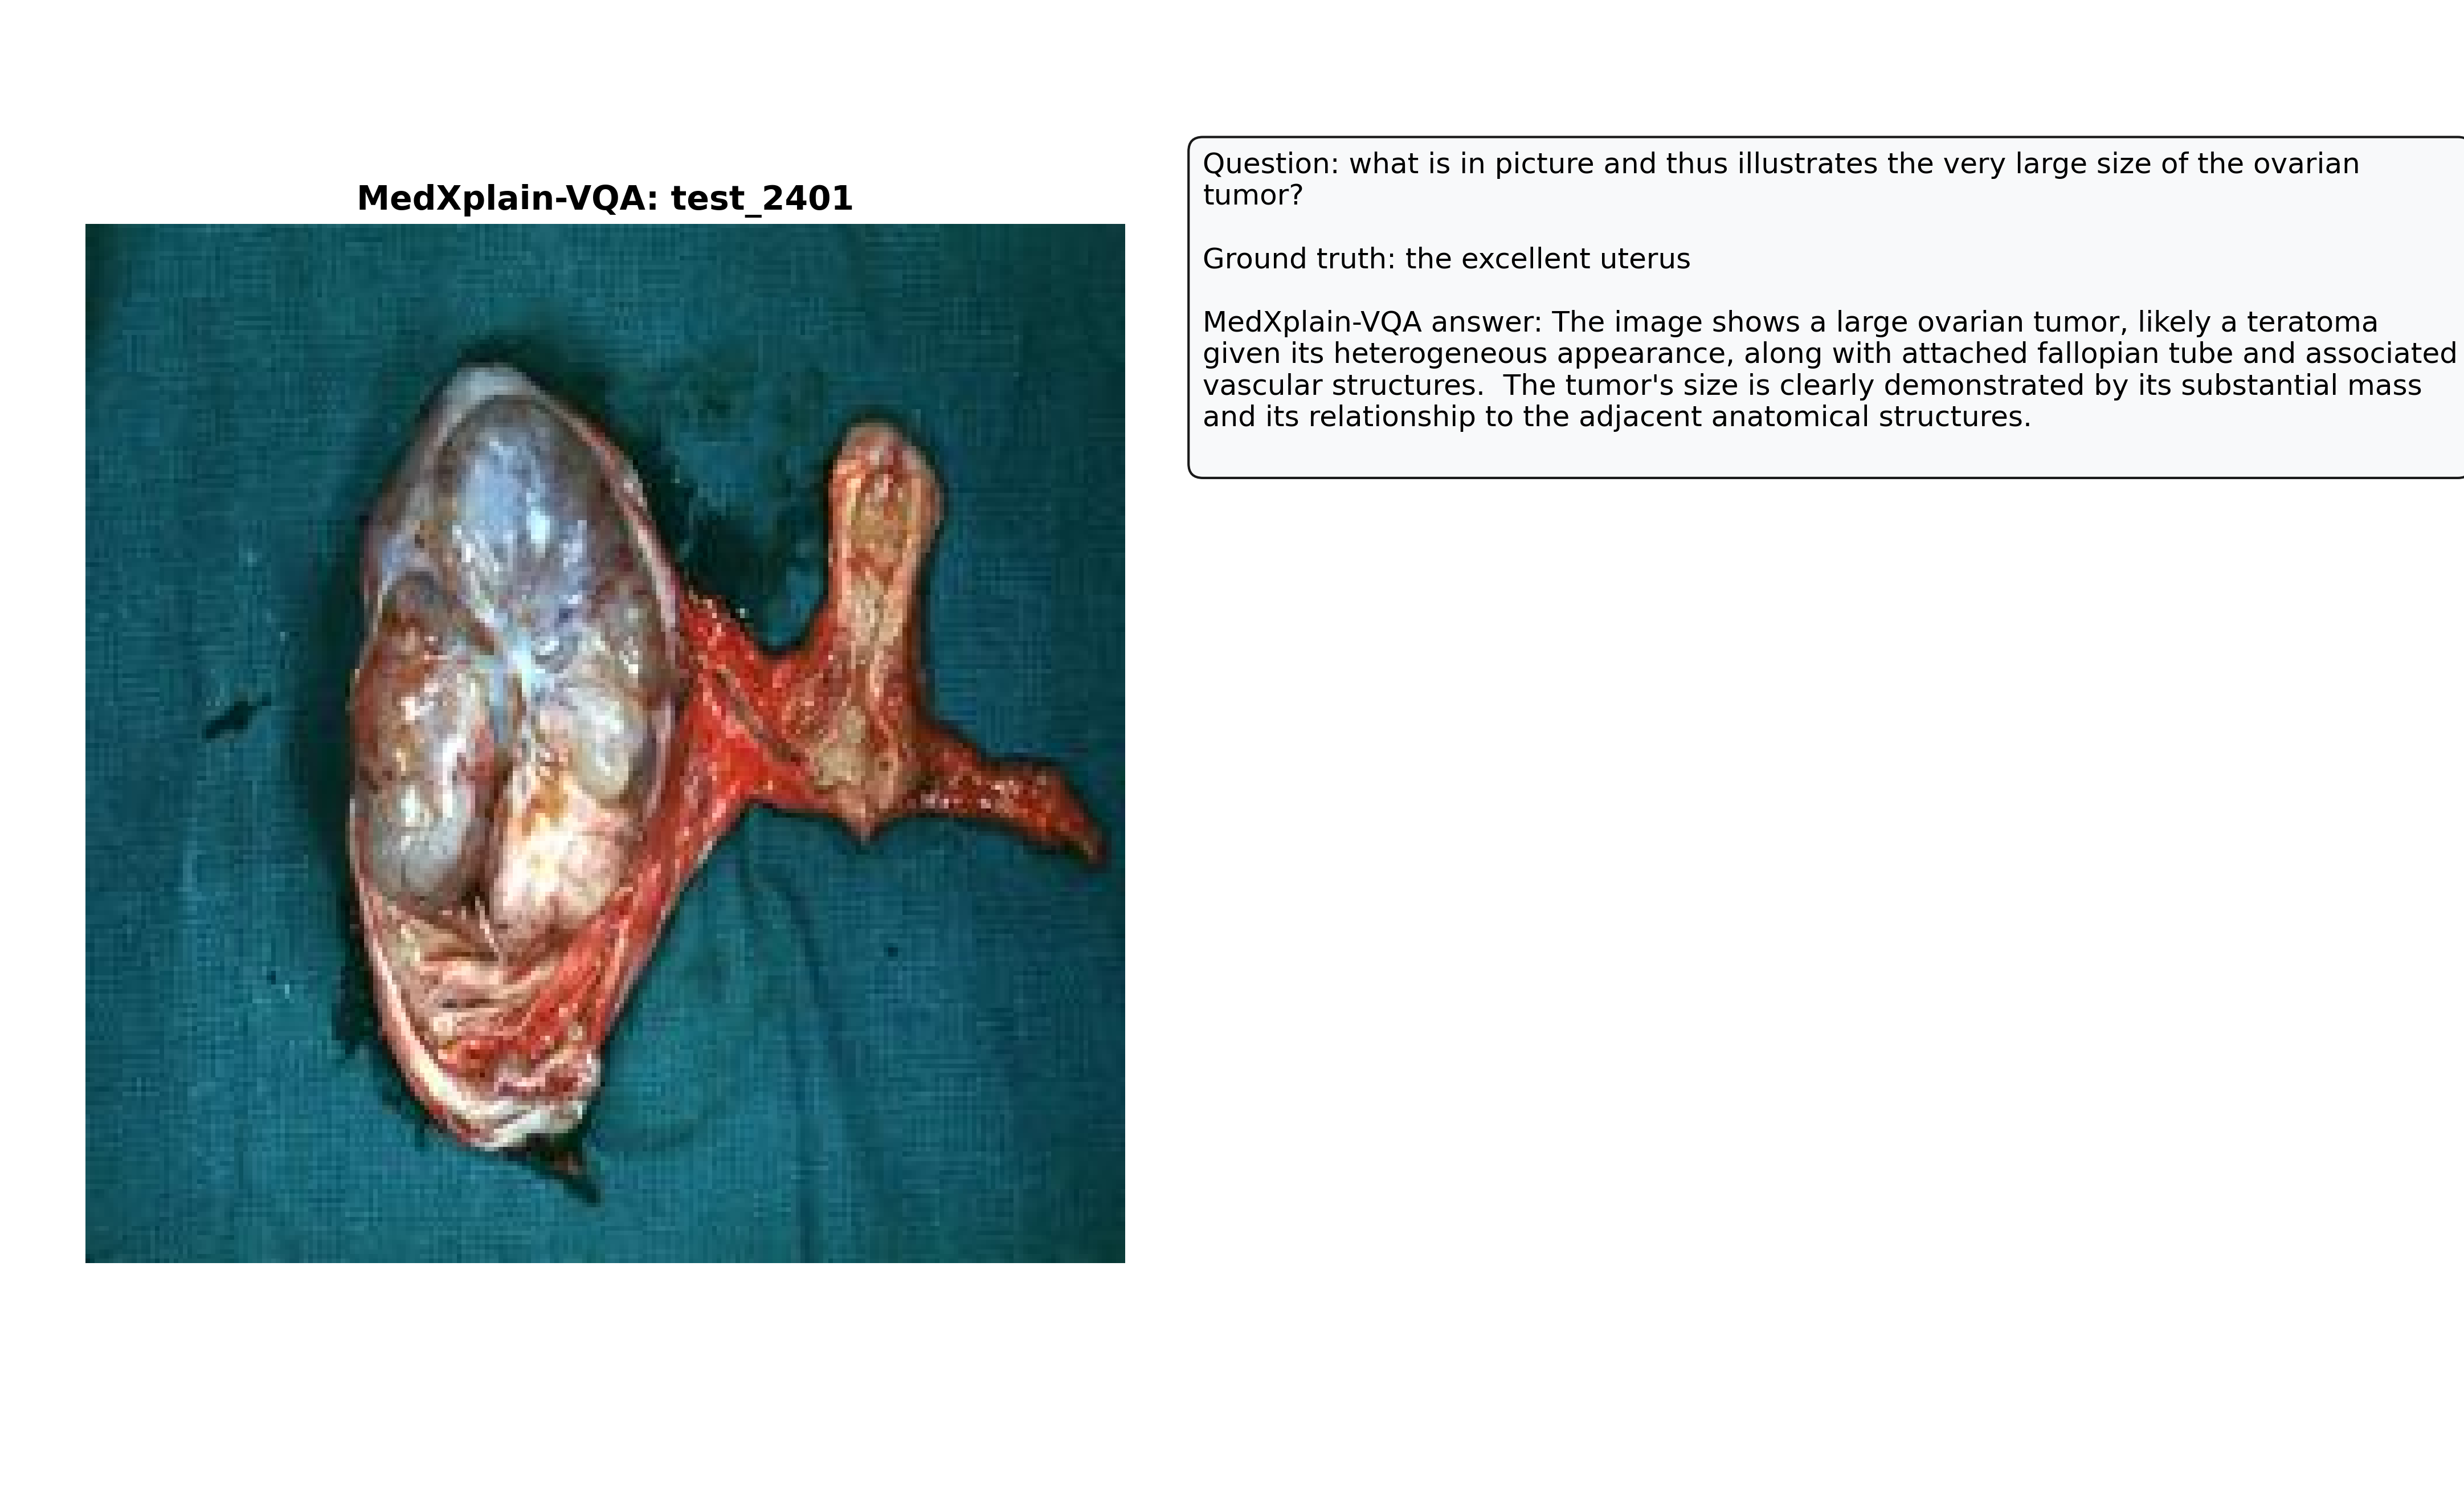 MedXplain-VQA: test_2401
Question: what is in picture and thus illustrates the very large size of the ovarian
tumor?
Ground truth: the excellent uterus
MedXplain-VQA answer: The image shows a large ovarian tumor, likely a teratoma
given its heterogeneous appearance, along with attached fallopian tube and associated
vascular structures.  The tumor's size is clearly demonstrated by its substantial mass
and its relationship to the adjacent anatomical structures.